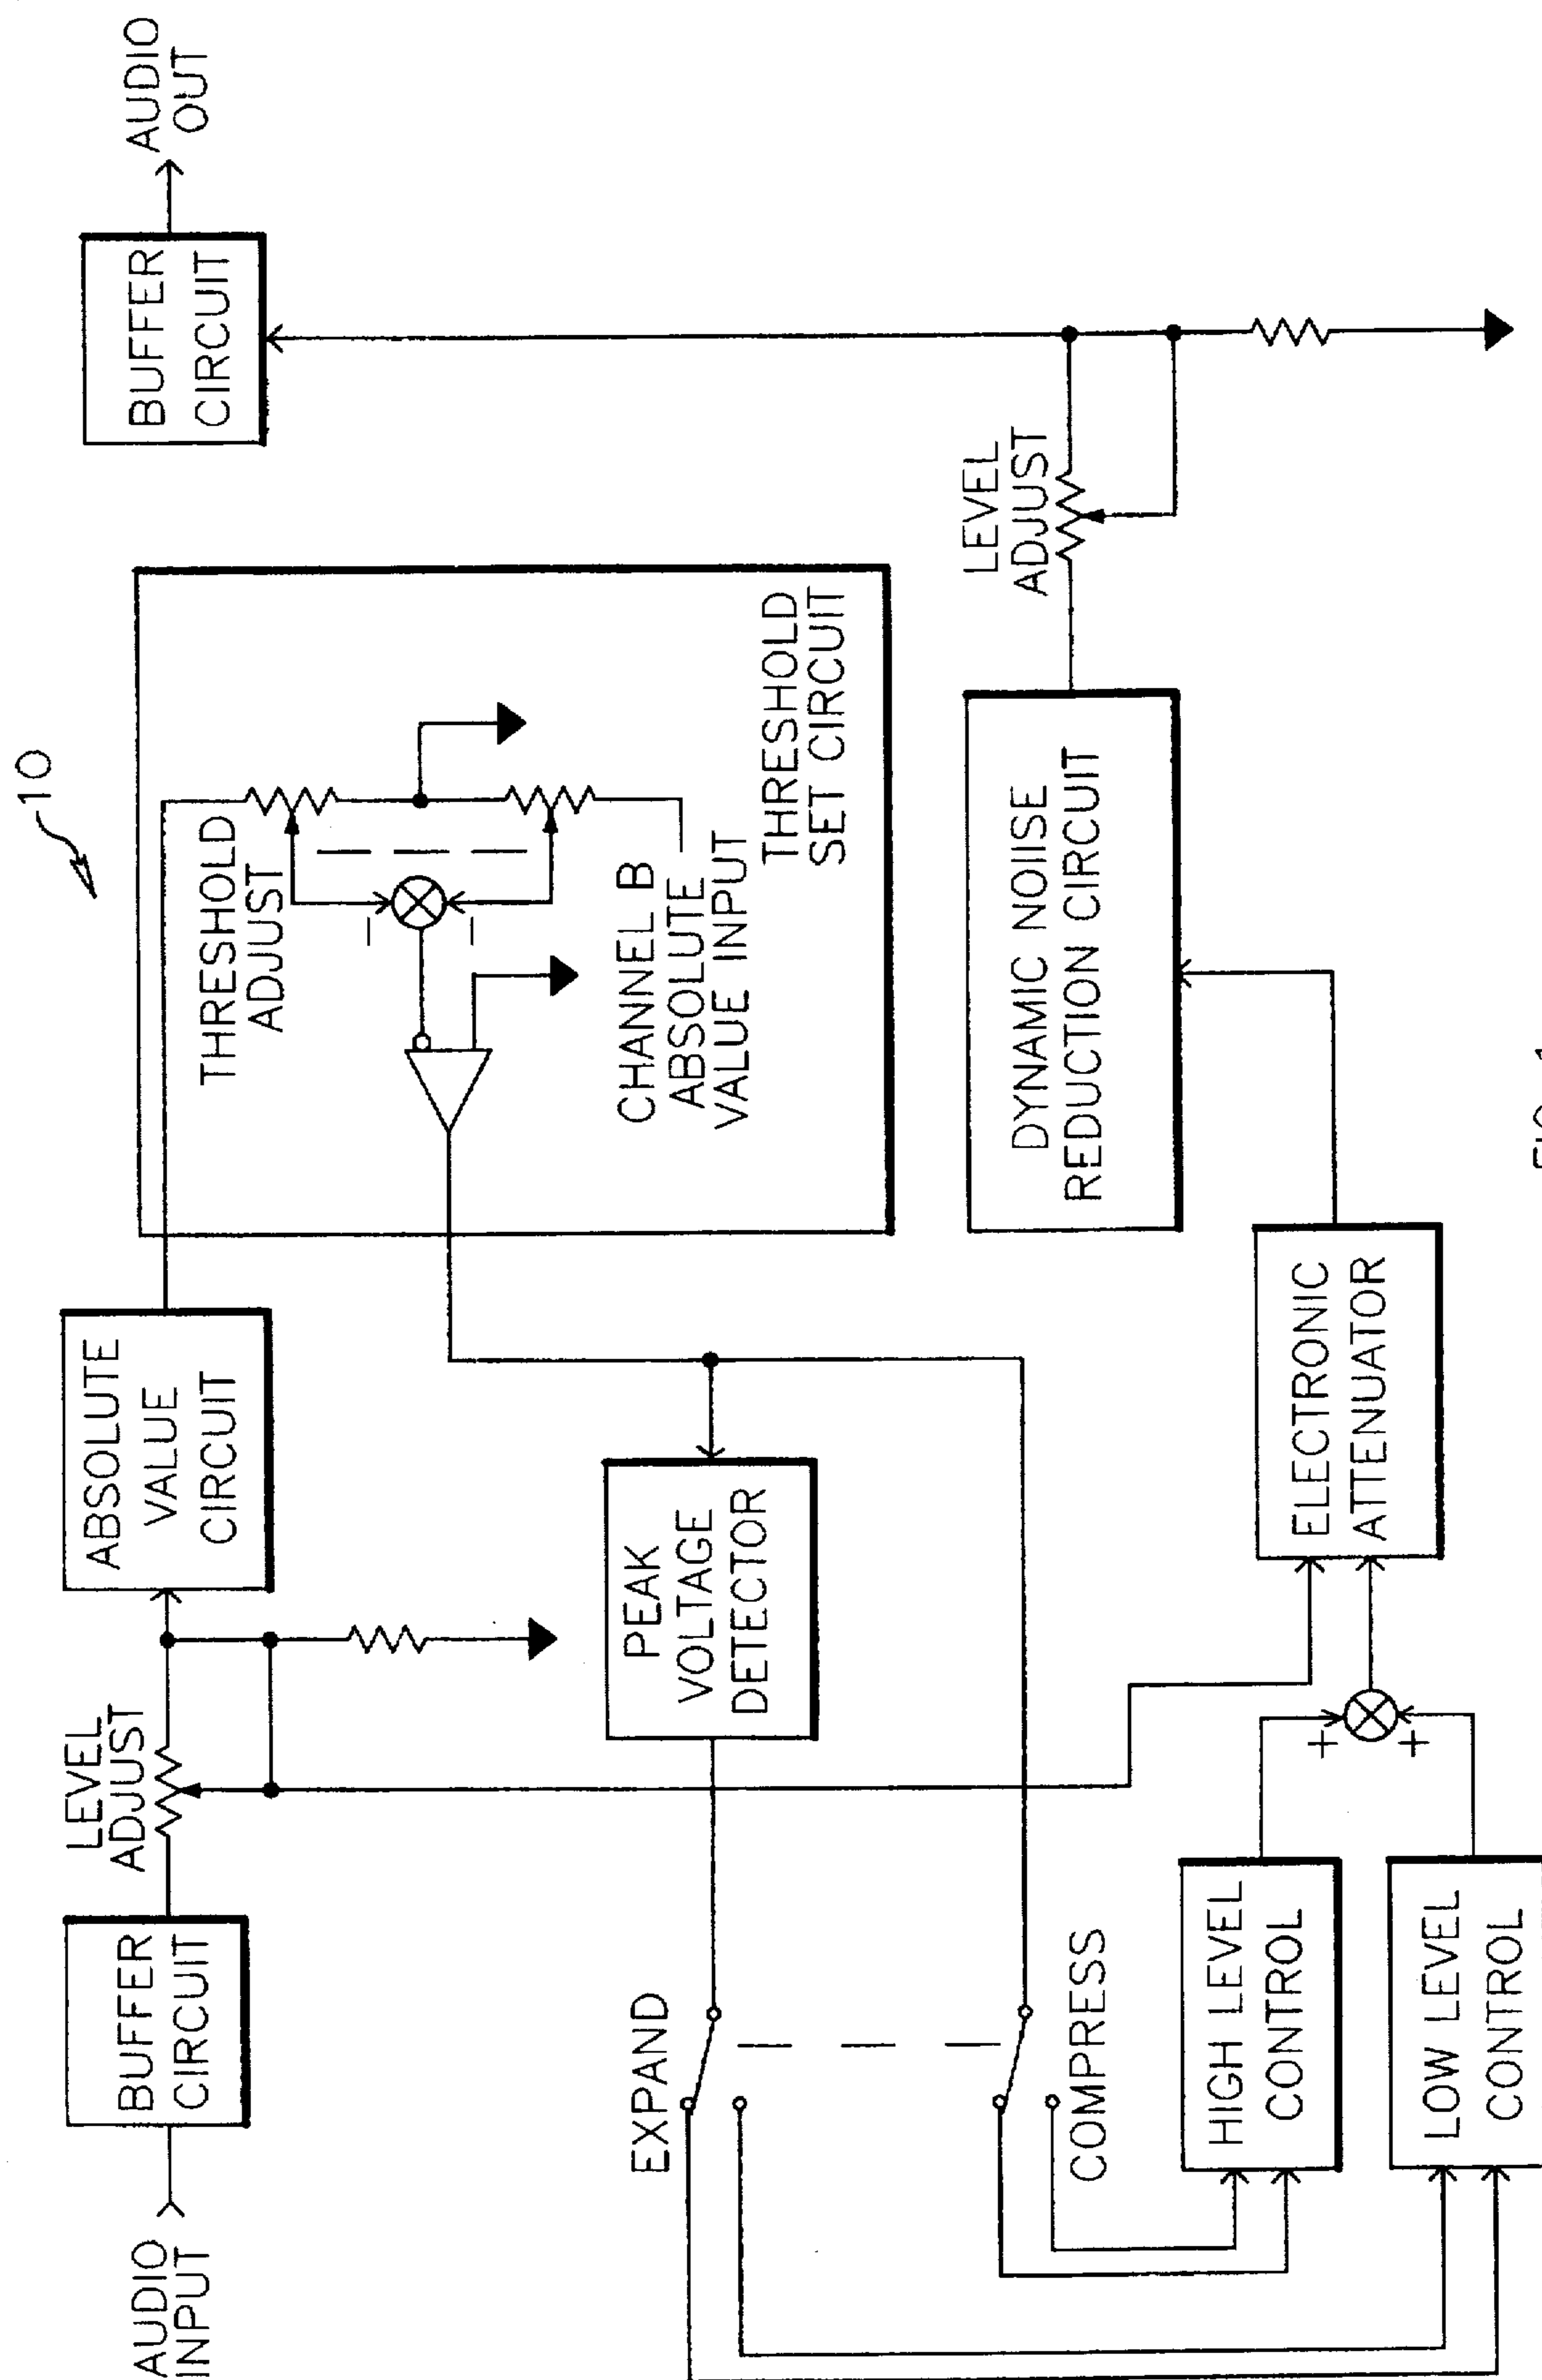 10
AUDIO
INPUT
BUFFER
CIRCUIT
LEVEL
ADJUST
ABSOLUTE
VALUE
CIRCUIT
THRESHOLD
ADJUST
–
–
CHANNEL B
ABSOLUTE
VALUE INPUT
THRESHOLD
SET CIRCUIT
BUFFER
CIRCUIT
AUDIO
OUT
EXPAND
PEAK
VOLTAGE
DETECTOR
COMPRESS
HIGH LEVEL
CONTROL
LOW LEVEL
CONTROL
+
+
ELECTRONIC
ATTENUATOR
DYNAMIC NOIISE
REDUCTION CIRCUIT
LEVEL
ADJUST